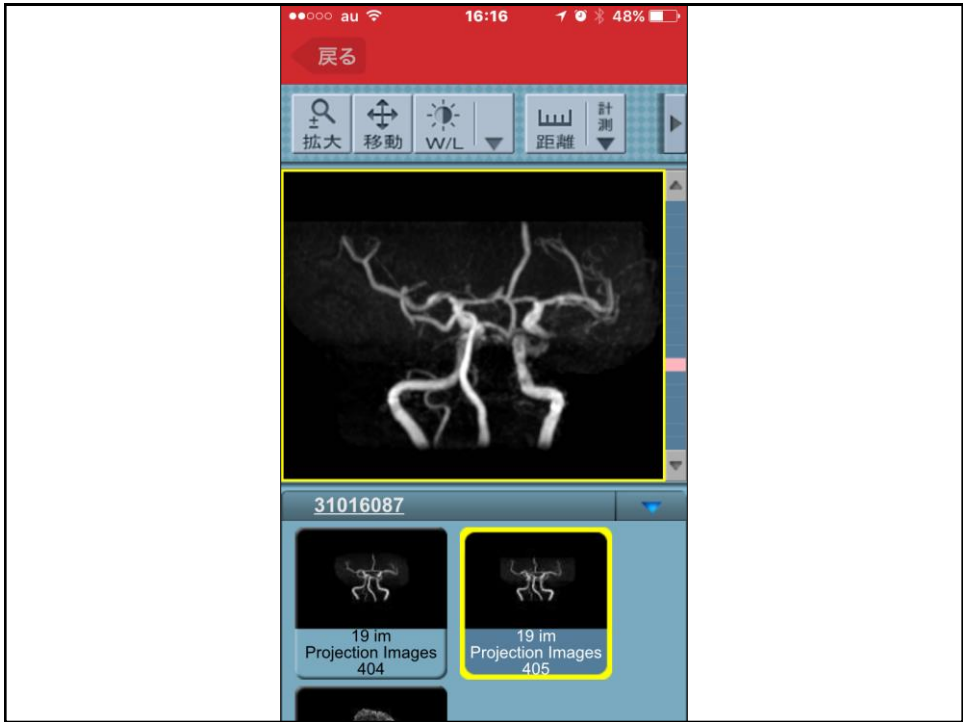 au 16:16 48%
戻る
± 拡大 移動 W/L 距離 計測
31016087
19 im
Projection Images
404
19 im
Projection Images
405